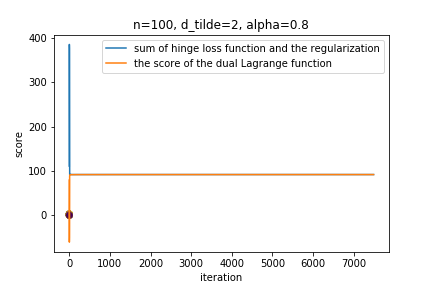 n=100, d_tilde=2, alpha=0.8
sum of hinge loss function and the regularization
the score of the dual Lagrange function
score
400
300
200
100
0
0 1000 2000 3000 4000 5000 6000 7000
iteration